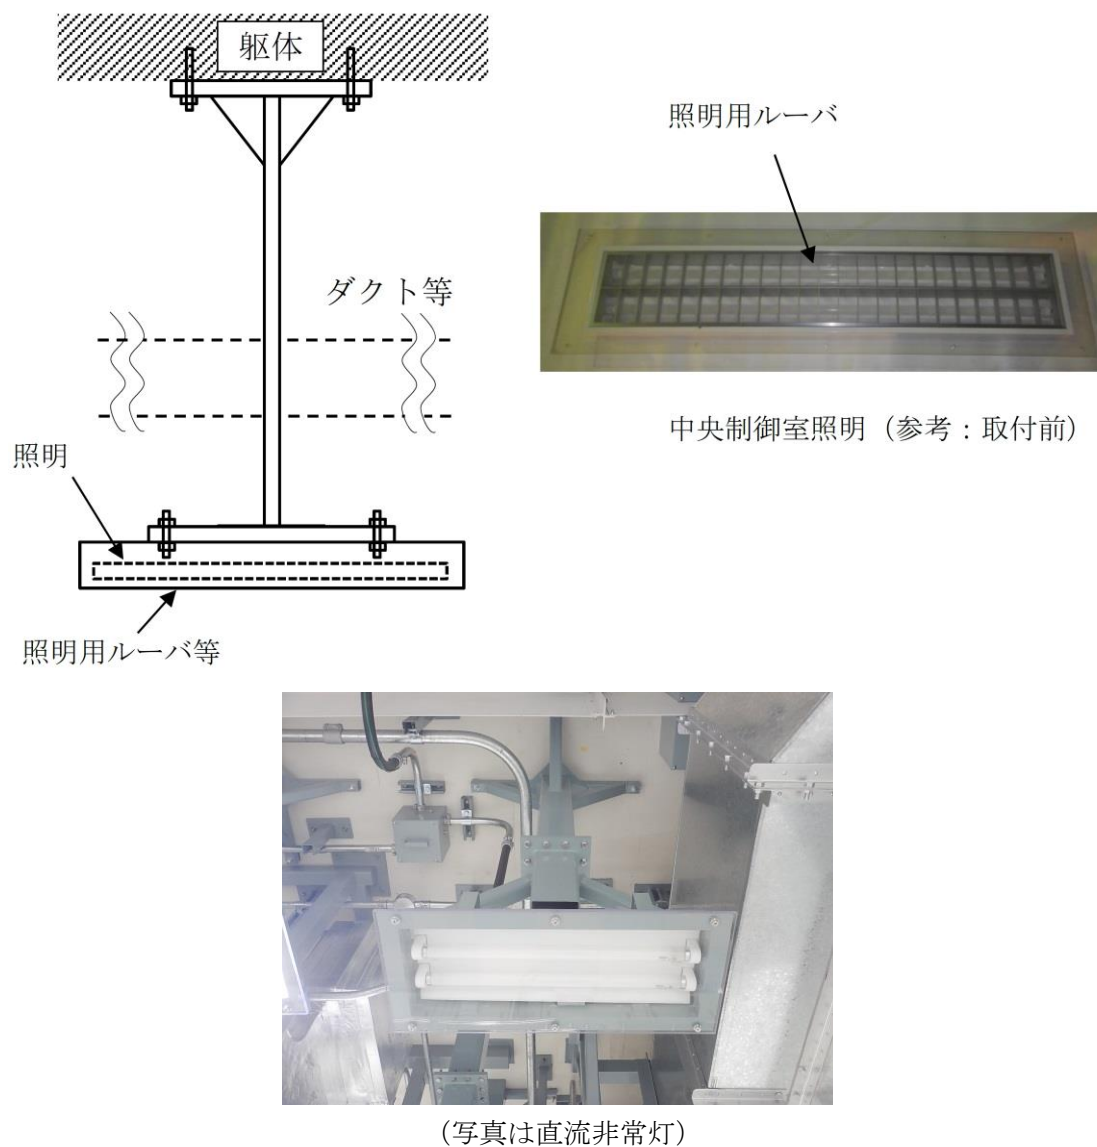 躯体
照明用ルーバ
ダクト等
中央制御室照明（参考：取付前）
照明
照明用ルーバ等
（写真は直流非常灯）